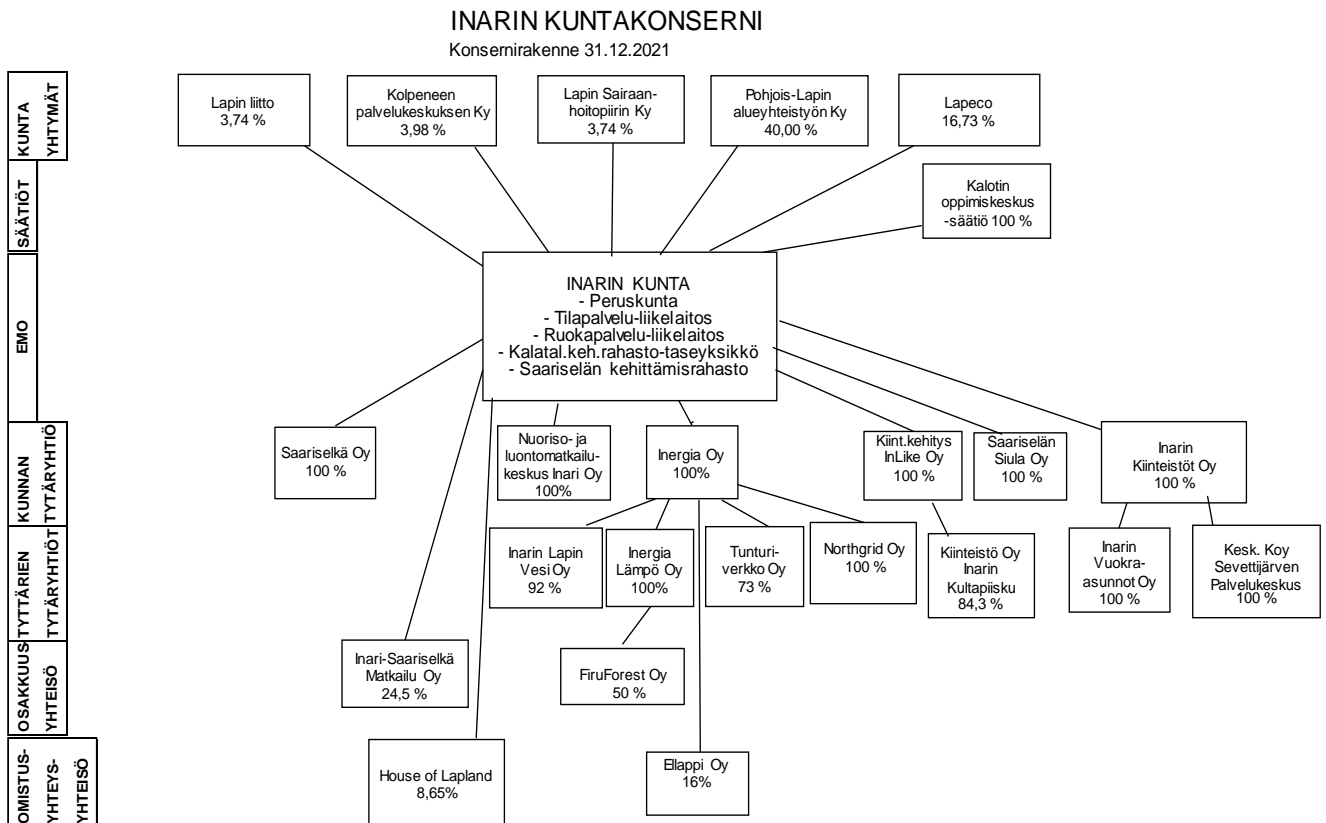 INARIN KUNTAKONSERNI
Konsernirakenne 31.12.2021
KUNTA
YHTYMÄT
Lapin liitto
3,74 %
Kolpeneen
palvelukeskuksen Ky
3,98 %
Lapin Sairaan-
hoitopiirin Ky
3,74 %
Pohjois-Lapin
alueyhteistyön Ky
40,00 %
Lapeco
16,73 %
SÄÄTIÖT
Kalotin
oppimiskeskus
-säätiö 100 %
EMO
INARIN KUNTA
- Peruskunta
- Tilapalvelu-liikelaitos
- Ruokapalvelu-liikelaitos
- Kalatal.keh.rahasto-taseyksikkö
- Saariselän kehittämisrahasto
KUNNAN
TYTÄRYHTIÖ
Saariselkä Oy
100 %
Nuoriso- ja
luontomatkailu-
keskus Inari Oy
100%
Inergia Oy
100%
Kiint.kehitys
InLike Oy
100 %
Saariselän
Siula Oy
100 %
Inarin
Kiinteistöt Oy
100 %
TYTTÄRIEN
TYTÄRYHTIÖT
Inarin Lapin
Vesi Oy
92 %
Inergia
Lämpö Oy
100%
Tunturi-
verkko Oy
73 %
Northgrid Oy
100 %
Kiinteistö Oy
Inarin
Kultapiisku
84,3 %
Inarin
Vuokra-
asunnot Oy
100 %
Kesk. Koy
Sevettijärven
Palvelukeskus
100 %
OSAKKUUS
YHTEISÖ
Inari-Saariselkä
Matkailu Oy
24,5 %
FiruForest Oy
50 %
OMISTUS-
YHTEYS-
YHTEISÖ
House of Lapland
8,65%
Ellappi Oy
16%